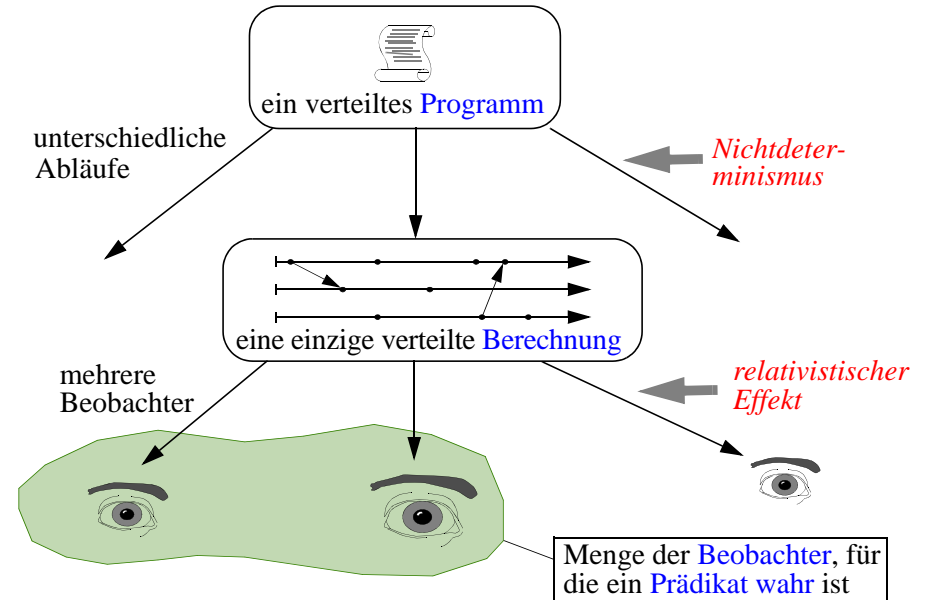 ein verteiltes Programm
unterschiedliche
Abläufe
Nichtdeter-
minismus
eine einzige verteilte Berechnung
mehrere
Beobachter
relativistischer
Effekt
Menge der Beobachter, für
die ein Prädikat wahr ist